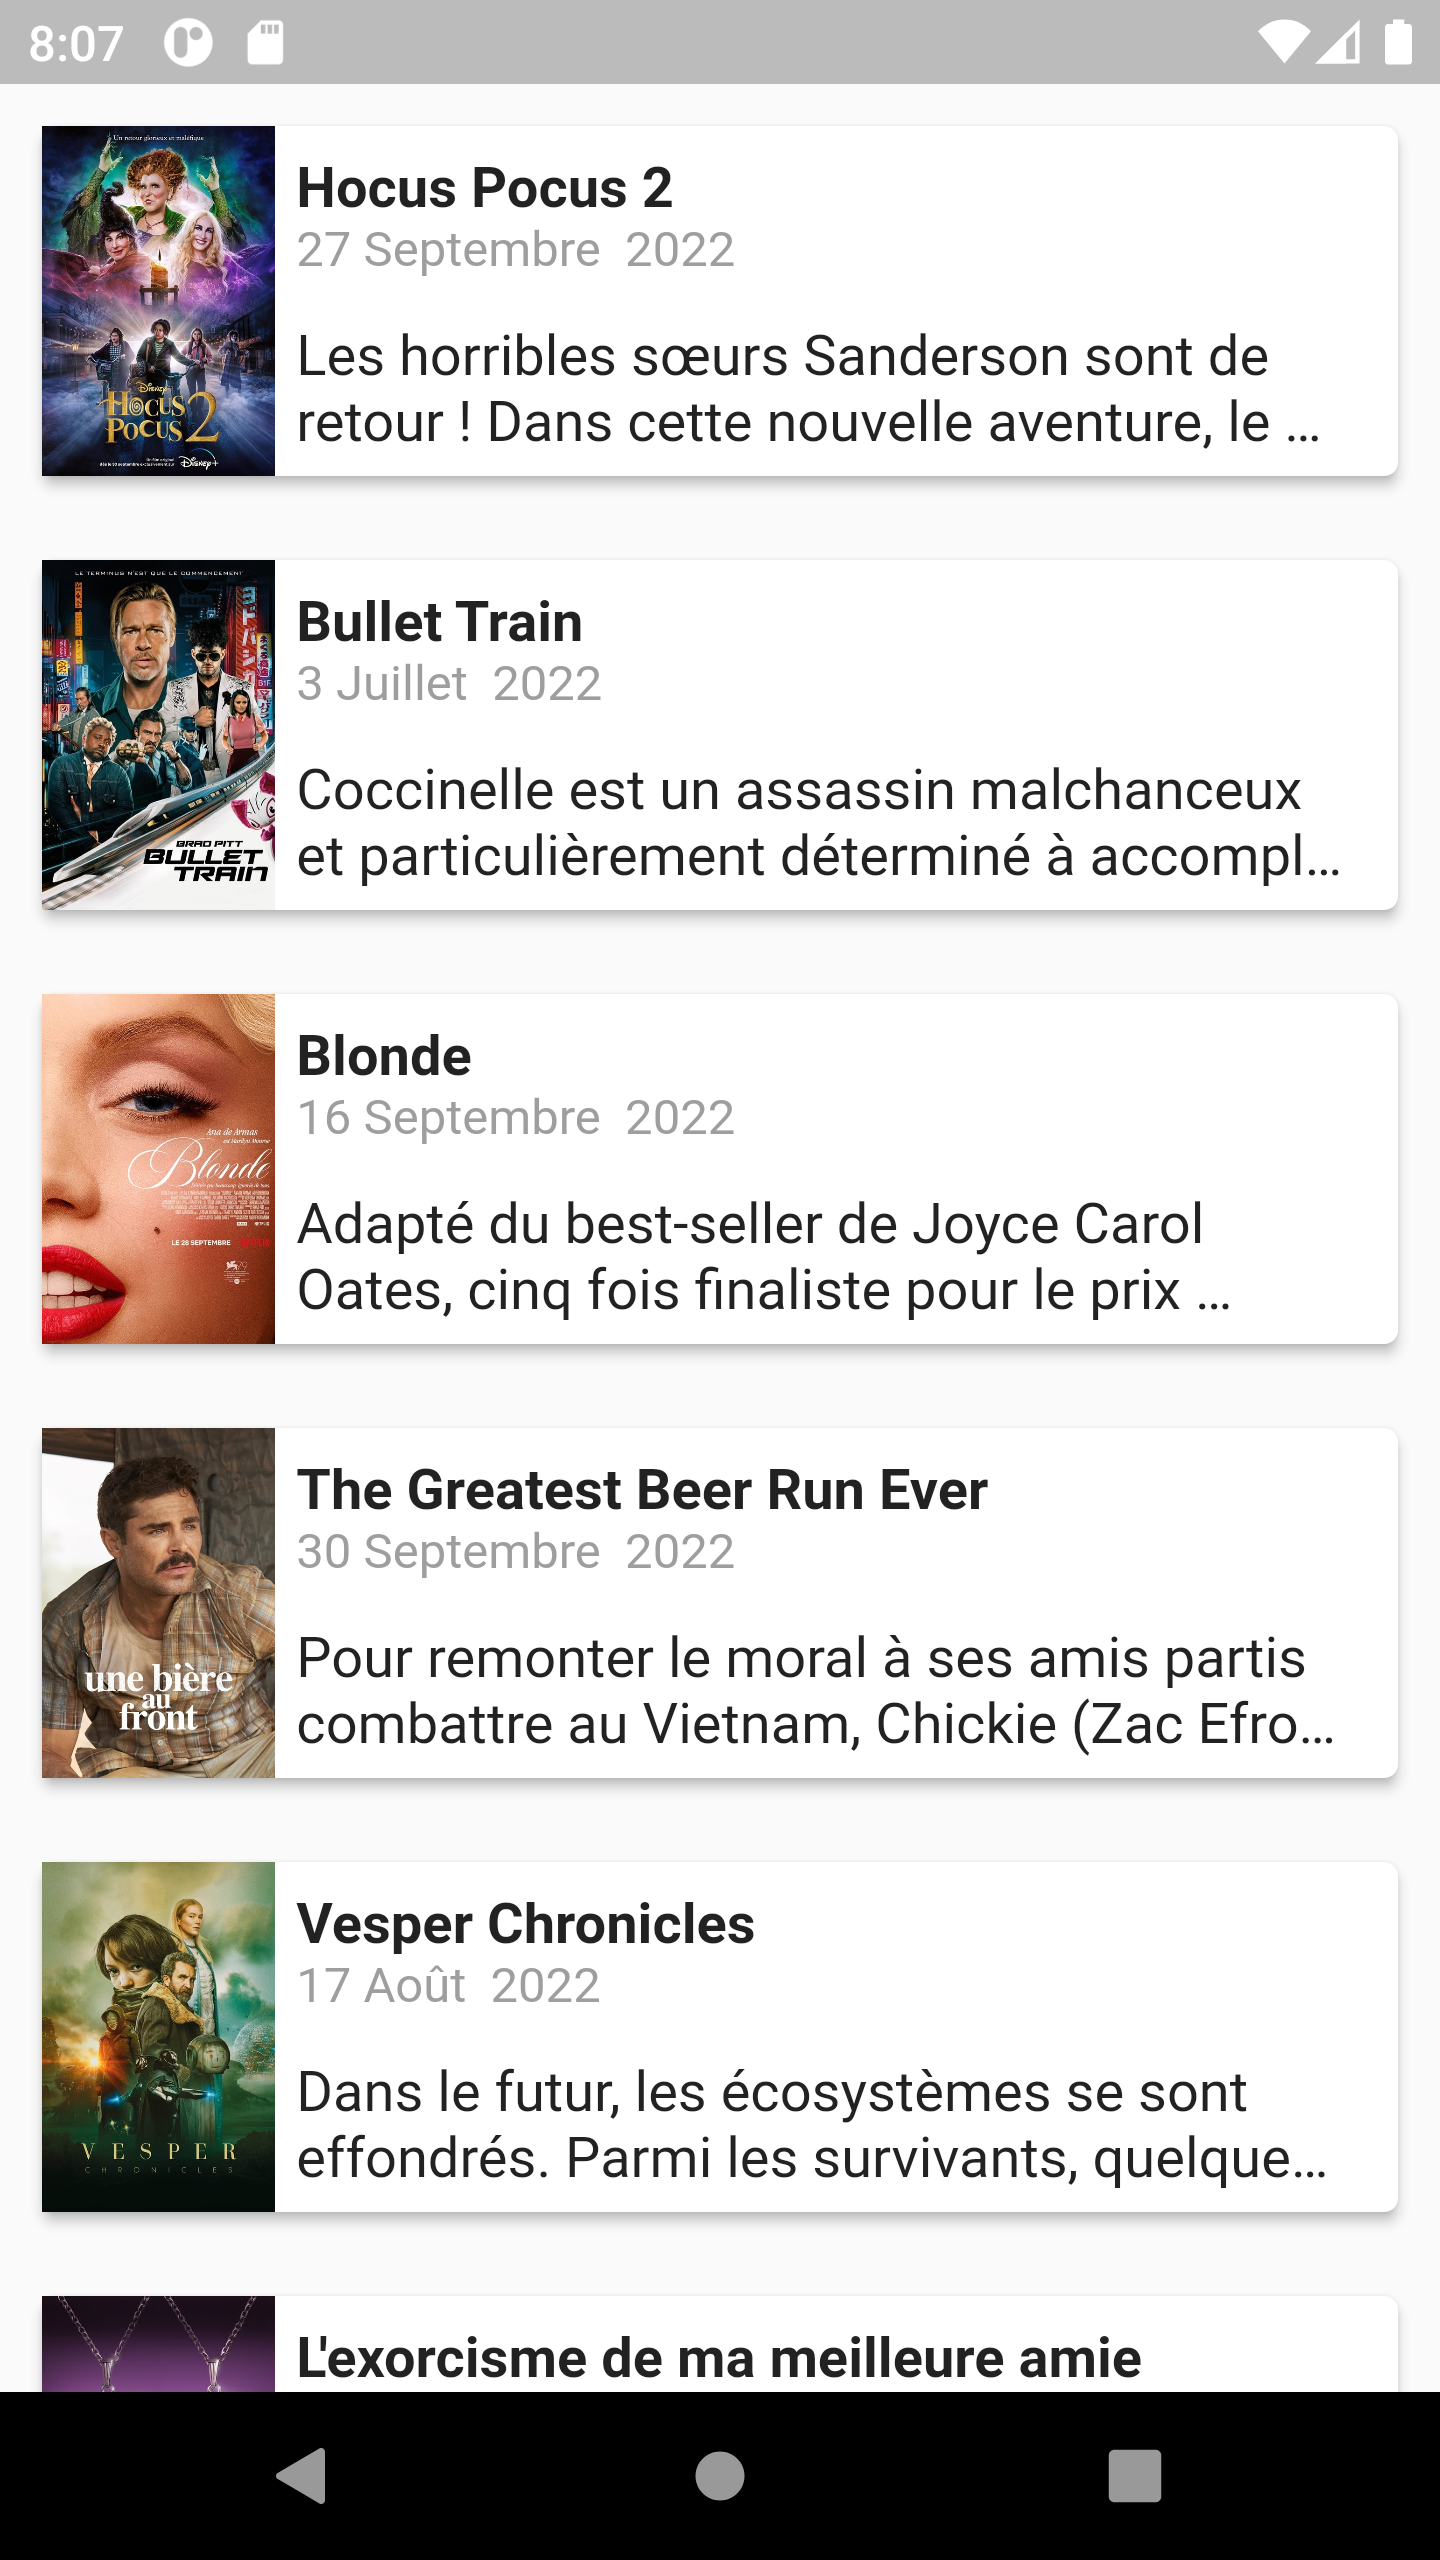 8:07
Un retour glorieux et maléfique
Disney+
Hocus
Pocus 2
Disney+
Hocus Pocus 2
27 Septembre 2022
Les horribles sœurs Sanderson sont de
retour ! Dans cette nouvelle aventure, le …
LE TERMINUS N'EST QUE LE COMMENCEMENT
BRAD PITT
BULLET
TRAIN
Bullet Train
3 Juillet 2022
Coccinelle est un assassin malchanceux
et particulièrement déterminé à accompl…
Ana de Armas
est Marilyn Monroe
Blonde
LE 28 SEPTEMBRE
Blonde
16 Septembre 2022
Adapté du best-seller de Joyce Carol
Oates, cinq fois finaliste pour le prix …
une bière
au
front
The Greatest Beer Run Ever
30 Septembre 2022
Pour remonter le moral à ses amis partis
combattre au Vietnam, Chickie (Zac Efro…
VESPER
CHRONICLES
Vesper Chronicles
17 Août 2022
Dans le futur, les écosystèmes se sont
effondrés. Parmi les survivants, quelque…
L'exorcisme de ma meilleure amie